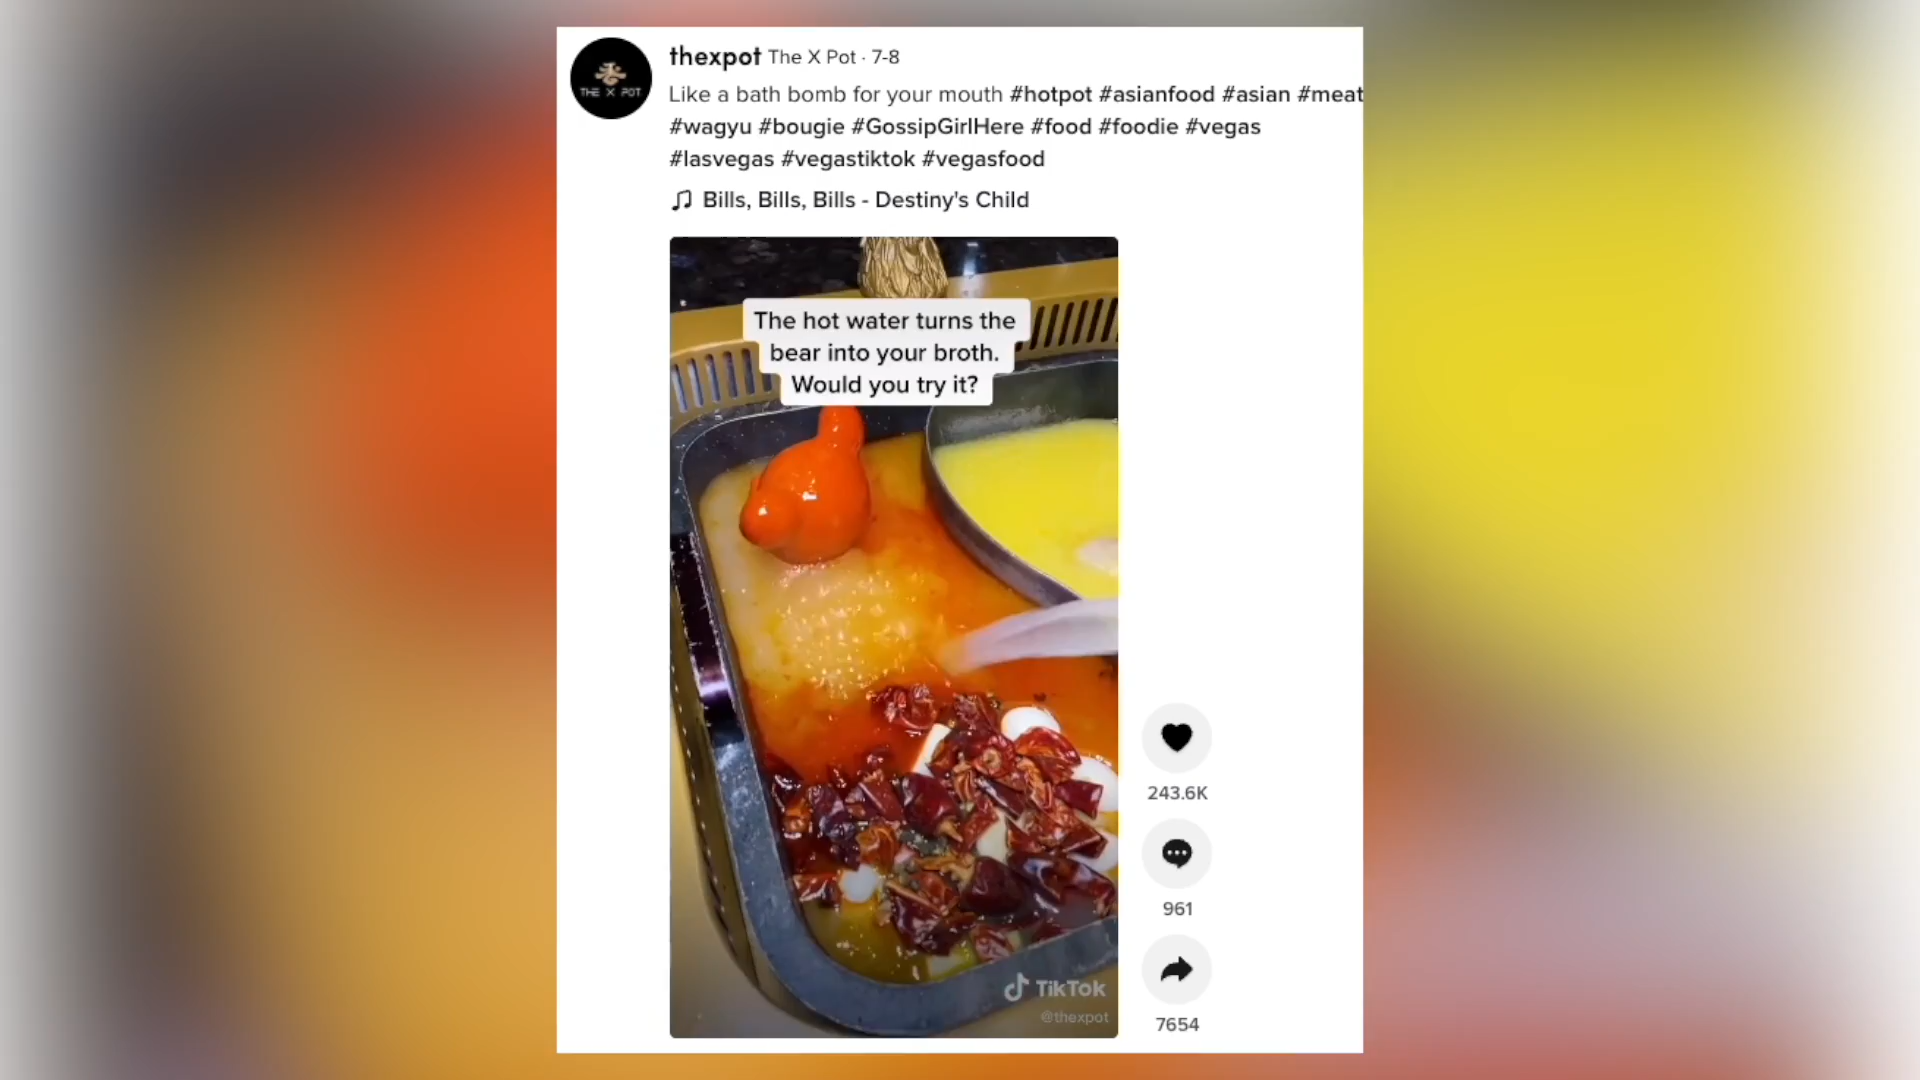 THE X POT
thexpot The X Pot · 7-8
Like a bath bomb for your mouth #hotpot #asianfood #asian #meat
#wagyu #bougie #GossipGirlHere #food #foodie #vegas
#lasvegas #vegastiktok #vegasfood
Bills, Bills, Bills - Destiny's Child
The hot water turns the
bear into your broth.
Would you try it?
243.6K
961
TikTok
@thexpot
7654